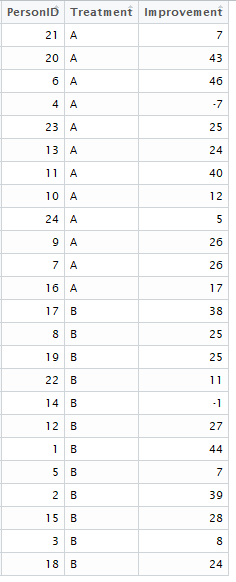 PersonID Treatment Improvement
21 A 7
20 A 43
6 A 46
4 A -7
23 A 25
13 A 24
11 A 40
10 A 12
24 A 5
9 A 26
7 A 26
16 A 17
17 B 38
8 B 25
19 B 25
22 B 11
14 B -1
12 B 27
1 B 44
5 B 7
2 B 39
15 B 28
3 B 8
18 B 24